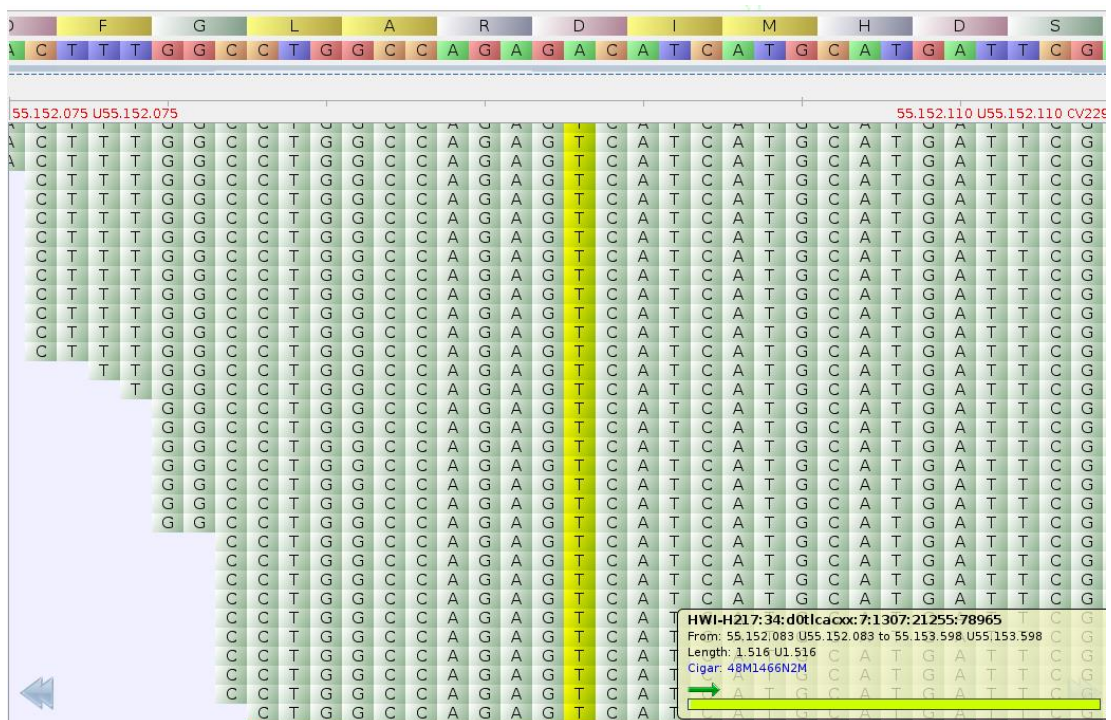 F G L A R D I M H D S
A C T T T G G C C T G G C C A G A G A C A T C A T G C A T G A T T C G
55.152.075 U55.152.075 55.152.110 U55.152.110 CV229
A C T T T G G C C T G G C C A G A G T C A T C A T G C A T G A T T C G
A C T T T G G C C T G G C C A G A G T C A T C A T G C A T G A T T C G
C T T T G G C C T G G C C A G A G T C A T C A T G C A T G A T T C G
C T T T G G C C T G G C C A G A G T C A T C A T G C A T G A T T C G
C T T T G G C C T G G C C A G A G T C A T C A T G C A T G A T T C G
C T T T G G C C T G G C C A G A G T C A T C A T G C A T G A T T C G
C T T T G G C C T G G C C A G A G T C A T C A T G C A T G A T T C G
C T T T G G C C T G G C C A G A G T C A T C A T G C A T G A T T C G
C T T T G G C C T G G C C A G A G T C A T C A T G C A T G A T T C G
C T T T G G C C T G G C C A G A G T C A T C A T G C A T G A T T C G
C T T T G G C C T G G C C A G A G T C A T C A T G C A T G A T T C G
C T T T G G C C T G G C C A G A G T C A T C A T G C A T G A T T C G
T T G G C C T G G C C A G A G T C A T C A T G C A T G A T T C G
T G G C C T G G C C A G A G T C A T C A T G C A T G A T T C G
G G C C T G G C C A G A G T C A T C A T G C A T G A T T C G
G G C C T G G C C A G A G T C A T C A T G C A T G A T T C G
G G C C T G G C C A G A G T C A T C A T G C A T G A T T C G
G G C C T G G C C A G A G T C A T C A T G C A T G A T T C G
G G C C T G G C C A G A G T C A T C A T G C A T G A T T C G
G G C C T G G C C A G A G T C A T C A T G C A T G A T T C G
G G C C T G G C C A G A G T C A T C A T G C A T G A T T C G
C C T G G C C A G A G T C A T C A T G C A T G A T T C G
C C T G G C C A G A G T C A T C A T G C A T G A T T C G
C C T G G C C A G A G T C A T C A T G C A T G A T T C G
C C T G G C C A G A G T C A T C A T G C A T G A T T C G
C C T G G C C A G A G T C A
C C T G G C C A G A G T C A
C C T G G C C A G A G T C A
C C T G G C C A G A G T C A
C C T G G C C A G A G T C A
C T G G C C A G A G T C A
HWI-H217:34:d0tlcacxx:7:1307:21255:78965
From: 55.152.083 U55.152.083 to 55.153.598 U55.153.598
Length: 1.516 U1.516
Cigar: 48M1466N2M